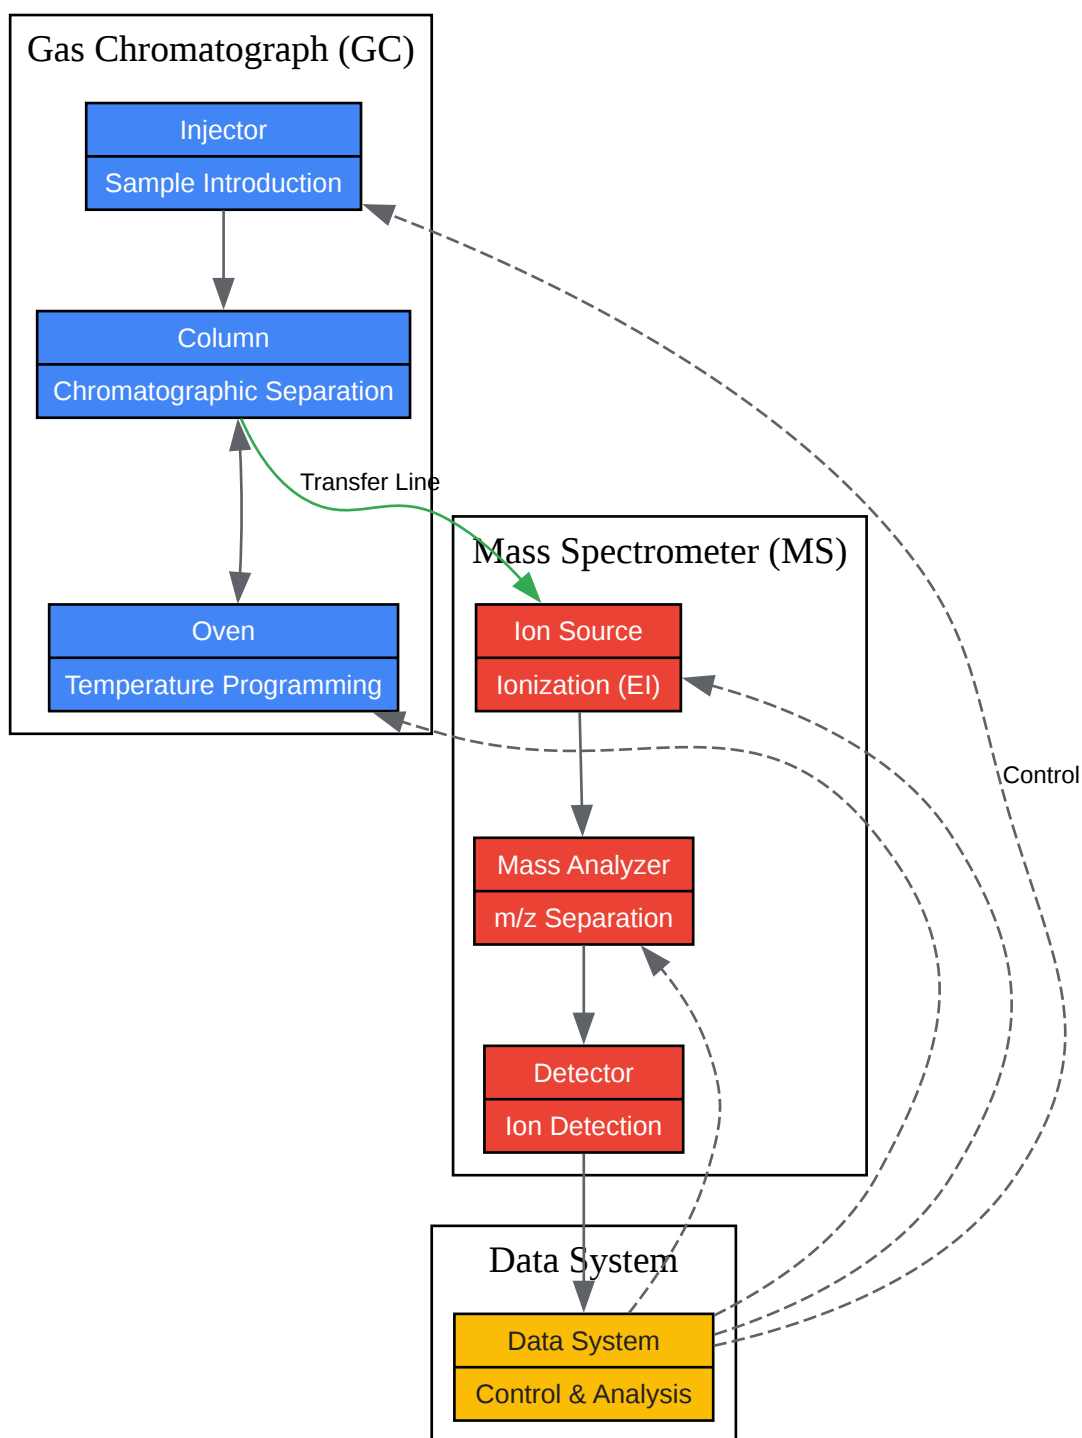 Gas Chromatograph (GC)
Injector
Sample Introduction
Column
Chromatographic Separation
Transfer Line
Oven
Temperature Programming
Mass Spectrometer (MS)
Ion Source
Ionization (EI)
Control
Mass Analyzer
m/z Separation
Detector
Ion Detection
Data System
Data System
Control & Analysis